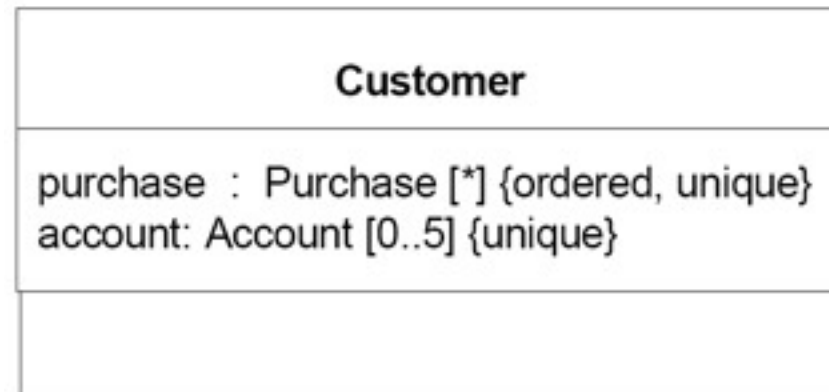 Customer
purchase : Purchase [*] {ordered, unique}
account: Account [0..5] {unique}